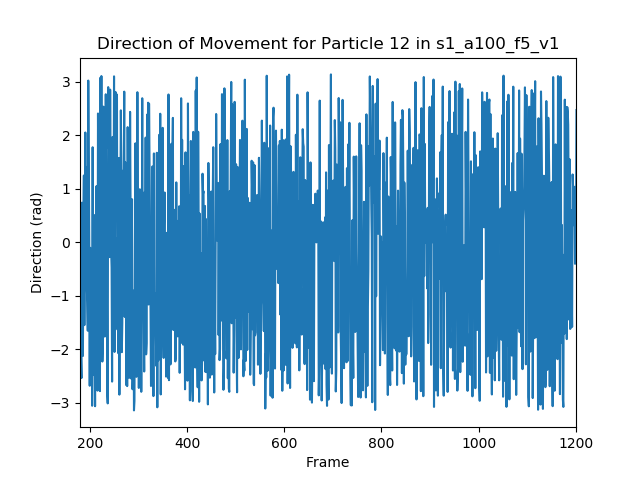 Direction of Movement for Particle 12 in s1_a100_f5_v1
3
2
1
0
−1
−2
−3
Direction (rad)
200 400 600 800 1000 1200
Frame